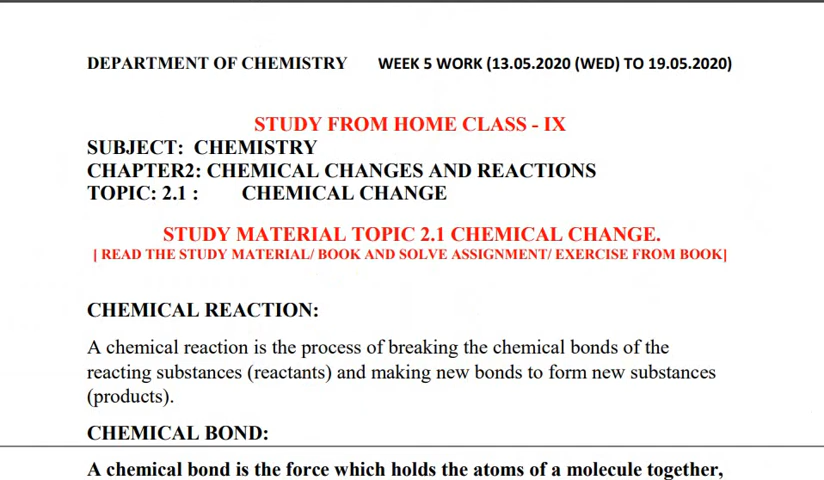 DEPARTMENT OF CHEMISTRY WEEK 5 WORK (13.05.2020 (WED) TO 19.05.2020)
STUDY FROM HOME CLASS - IX
SUBJECT: CHEMISTRY
CHAPTER2: CHEMICAL CHANGES AND REACTIONS
TOPIC: 2.1 : CHEMICAL CHANGE
STUDY MATERIAL TOPIC 2.1 CHEMICAL CHANGE.
| READ THE STUDY MATERIAL/ BOOK AND SOLVE ASSIGNMENT/ EXERCISE FROM BOOK|
CHEMICAL REACTION:
A chemical reaction is the process of breaking the chemical bonds of the
reacting substances (reactants) and making new bonds to form new substances
(products).
CHEMICAL BOND:
A chemical bond is the force which holds the atoms of a molecule together,